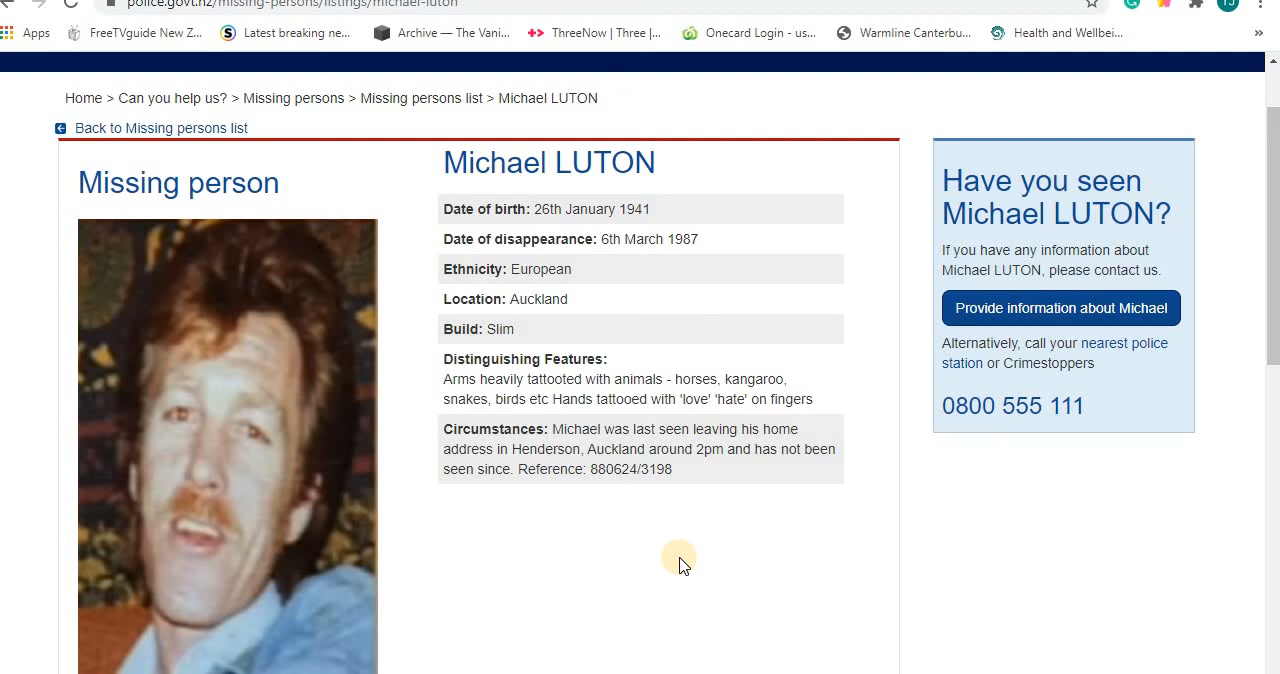 police.govt.nz/missing-persons/listings/michael-luton
Apps
FreeTVguide New Z...
Latest breaking ne...
Archive — The Vani...
ThreeNow | Three |...
Onecard Login - us...
Warmline Canterbu...
Health and Wellbei...
»
Home > Can you help us? > Missing persons > Missing persons list > Michael LUTON
Back to Missing persons list
Missing person
Michael LUTON
Date of birth: 26th January 1941
Date of disappearance: 6th March 1987
Ethnicity: European
Location: Auckland
Build: Slim
Distinguishing Features:
Arms heavily tattooted with animals - horses, kangaroo,
snakes, birds etc Hands tattooed with 'love' 'hate' on fingers
Circumstances: Michael was last seen leaving his home
address in Henderson, Auckland around 2pm and has not been
seen since. Reference: 880624/3198
Have you seen
Michael LUTON?
If you have any information about
Michael LUTON, please contact us.
Provide information about Michael
Alternatively, call your nearest police
station or Crimestoppers
0800 555 111